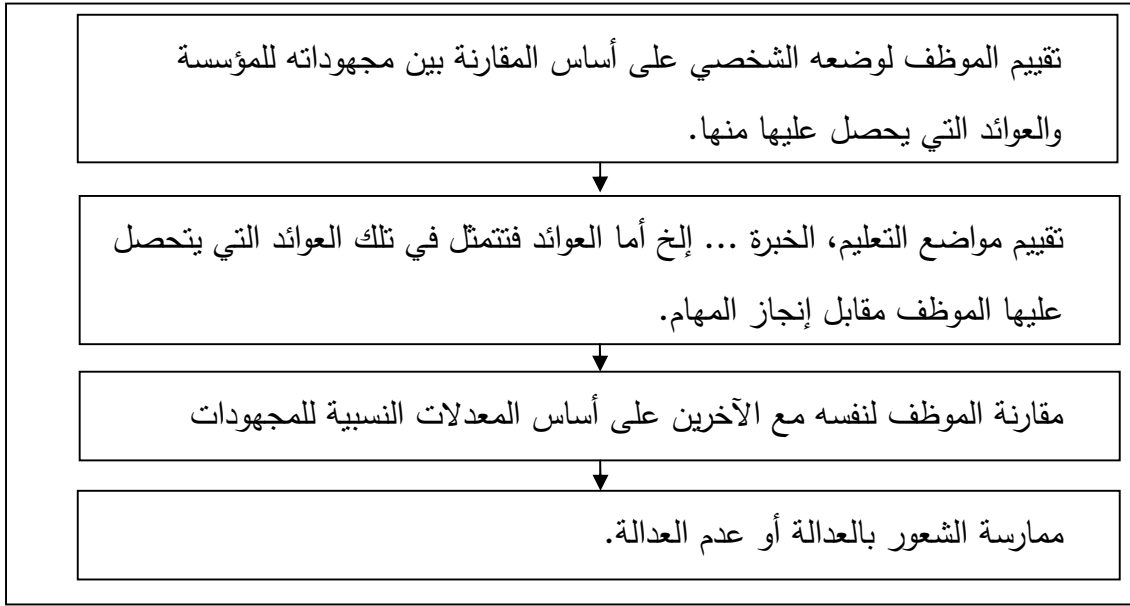 تقييم الموظف لوضعه الشخصي على أساس المقارنة بين مجهوداته للمؤسسة
والعوائد التي يحصل عليها منها.
تقييم مواضع التعليم، الخبرة ... إلخ أما العوائد فتتمثل في تلك العوائد التي يتحصل
عليها الموظف مقابل إنجاز المهام.
مقارنة الموظف لنفسه مع الآخرين على أساس المعدلات النسبية للمجهودات
ممارسة الشعور بالعدالة أو عدم العدالة.